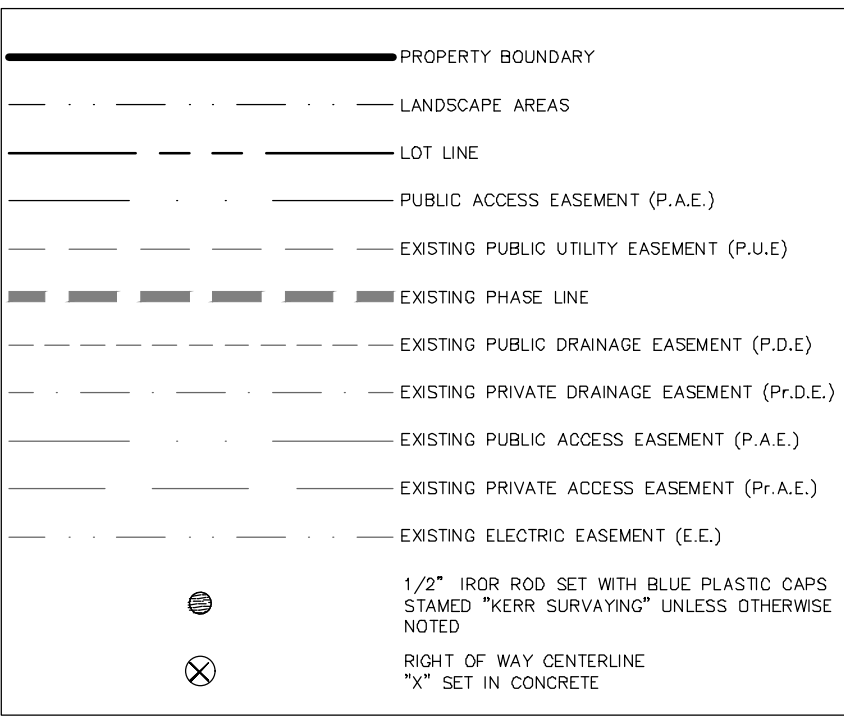 PROPERTY BOUNDARY
LANDSCAPE AREAS
LOT LINE
PUBLIC ACCESS EASEMENT (P.A.E.)
EXISTING PUBLIC UTILITY EASEMENT (P.U.E)
EXISTING PHASE LINE
EXISTING PUBLIC DRAINAGE EASEMENT (P.D.E)
EXISTING PRIVATE DRAINAGE EASEMENT (Pr.D.E.)
EXISTING PUBLIC ACCESS EASEMENT (P.A.E.)
EXISTING PRIVATE ACCESS EASEMENT (Pr.A.E.)
EXISTING ELECTRIC EASEMENT (E.E.)
1/2" IROR ROD SET WITH BLUE PLASTIC CAPS
STAMED "KERR SURVAYING" UNLESS OTHERWISE
NOTED
RIGHT OF WAY CENTERLINE
"X" SET IN CONCRETE